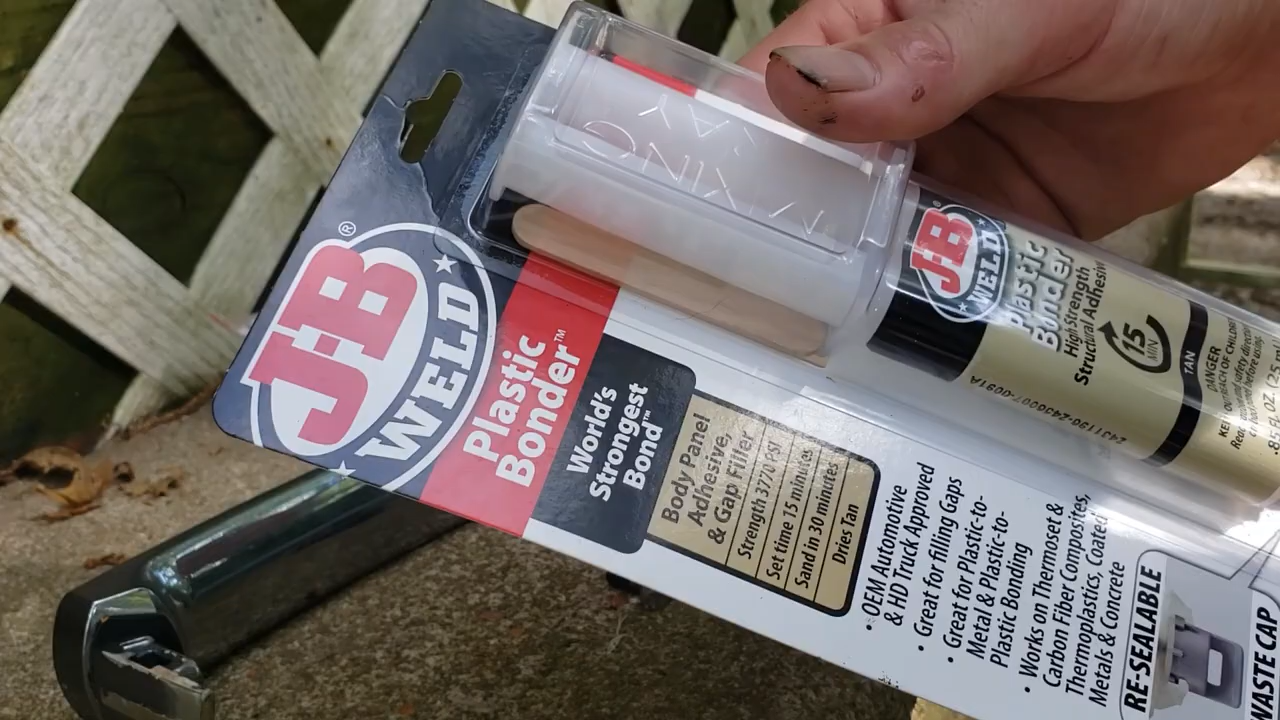 J-B
WELD
®
Plastic
Bonder™
World's
Strongest
Bond™
Body Panel
Adhesive,
& Gap Filler
Strength 3770 PSI
Set time 15 minutes
Sand in 30 minutes
Dries Tan
• OEM Automotive
& HD Truck Approved
• Great for filling Gaps
• Great for Plastic-to-
Metal & Plastic-to-
Plastic Bonding
• Works on Thermoset &
Carbon Fiber Composites,
Thermoplastics, Coated
Metals & Concrete
RE-SEALABLE
WASTE CAP
J-B
WELD
Plastic
Bonder
High Strength
Structural Adhesive
15
MIN
TAN
DANGER
MIXING
TRAY